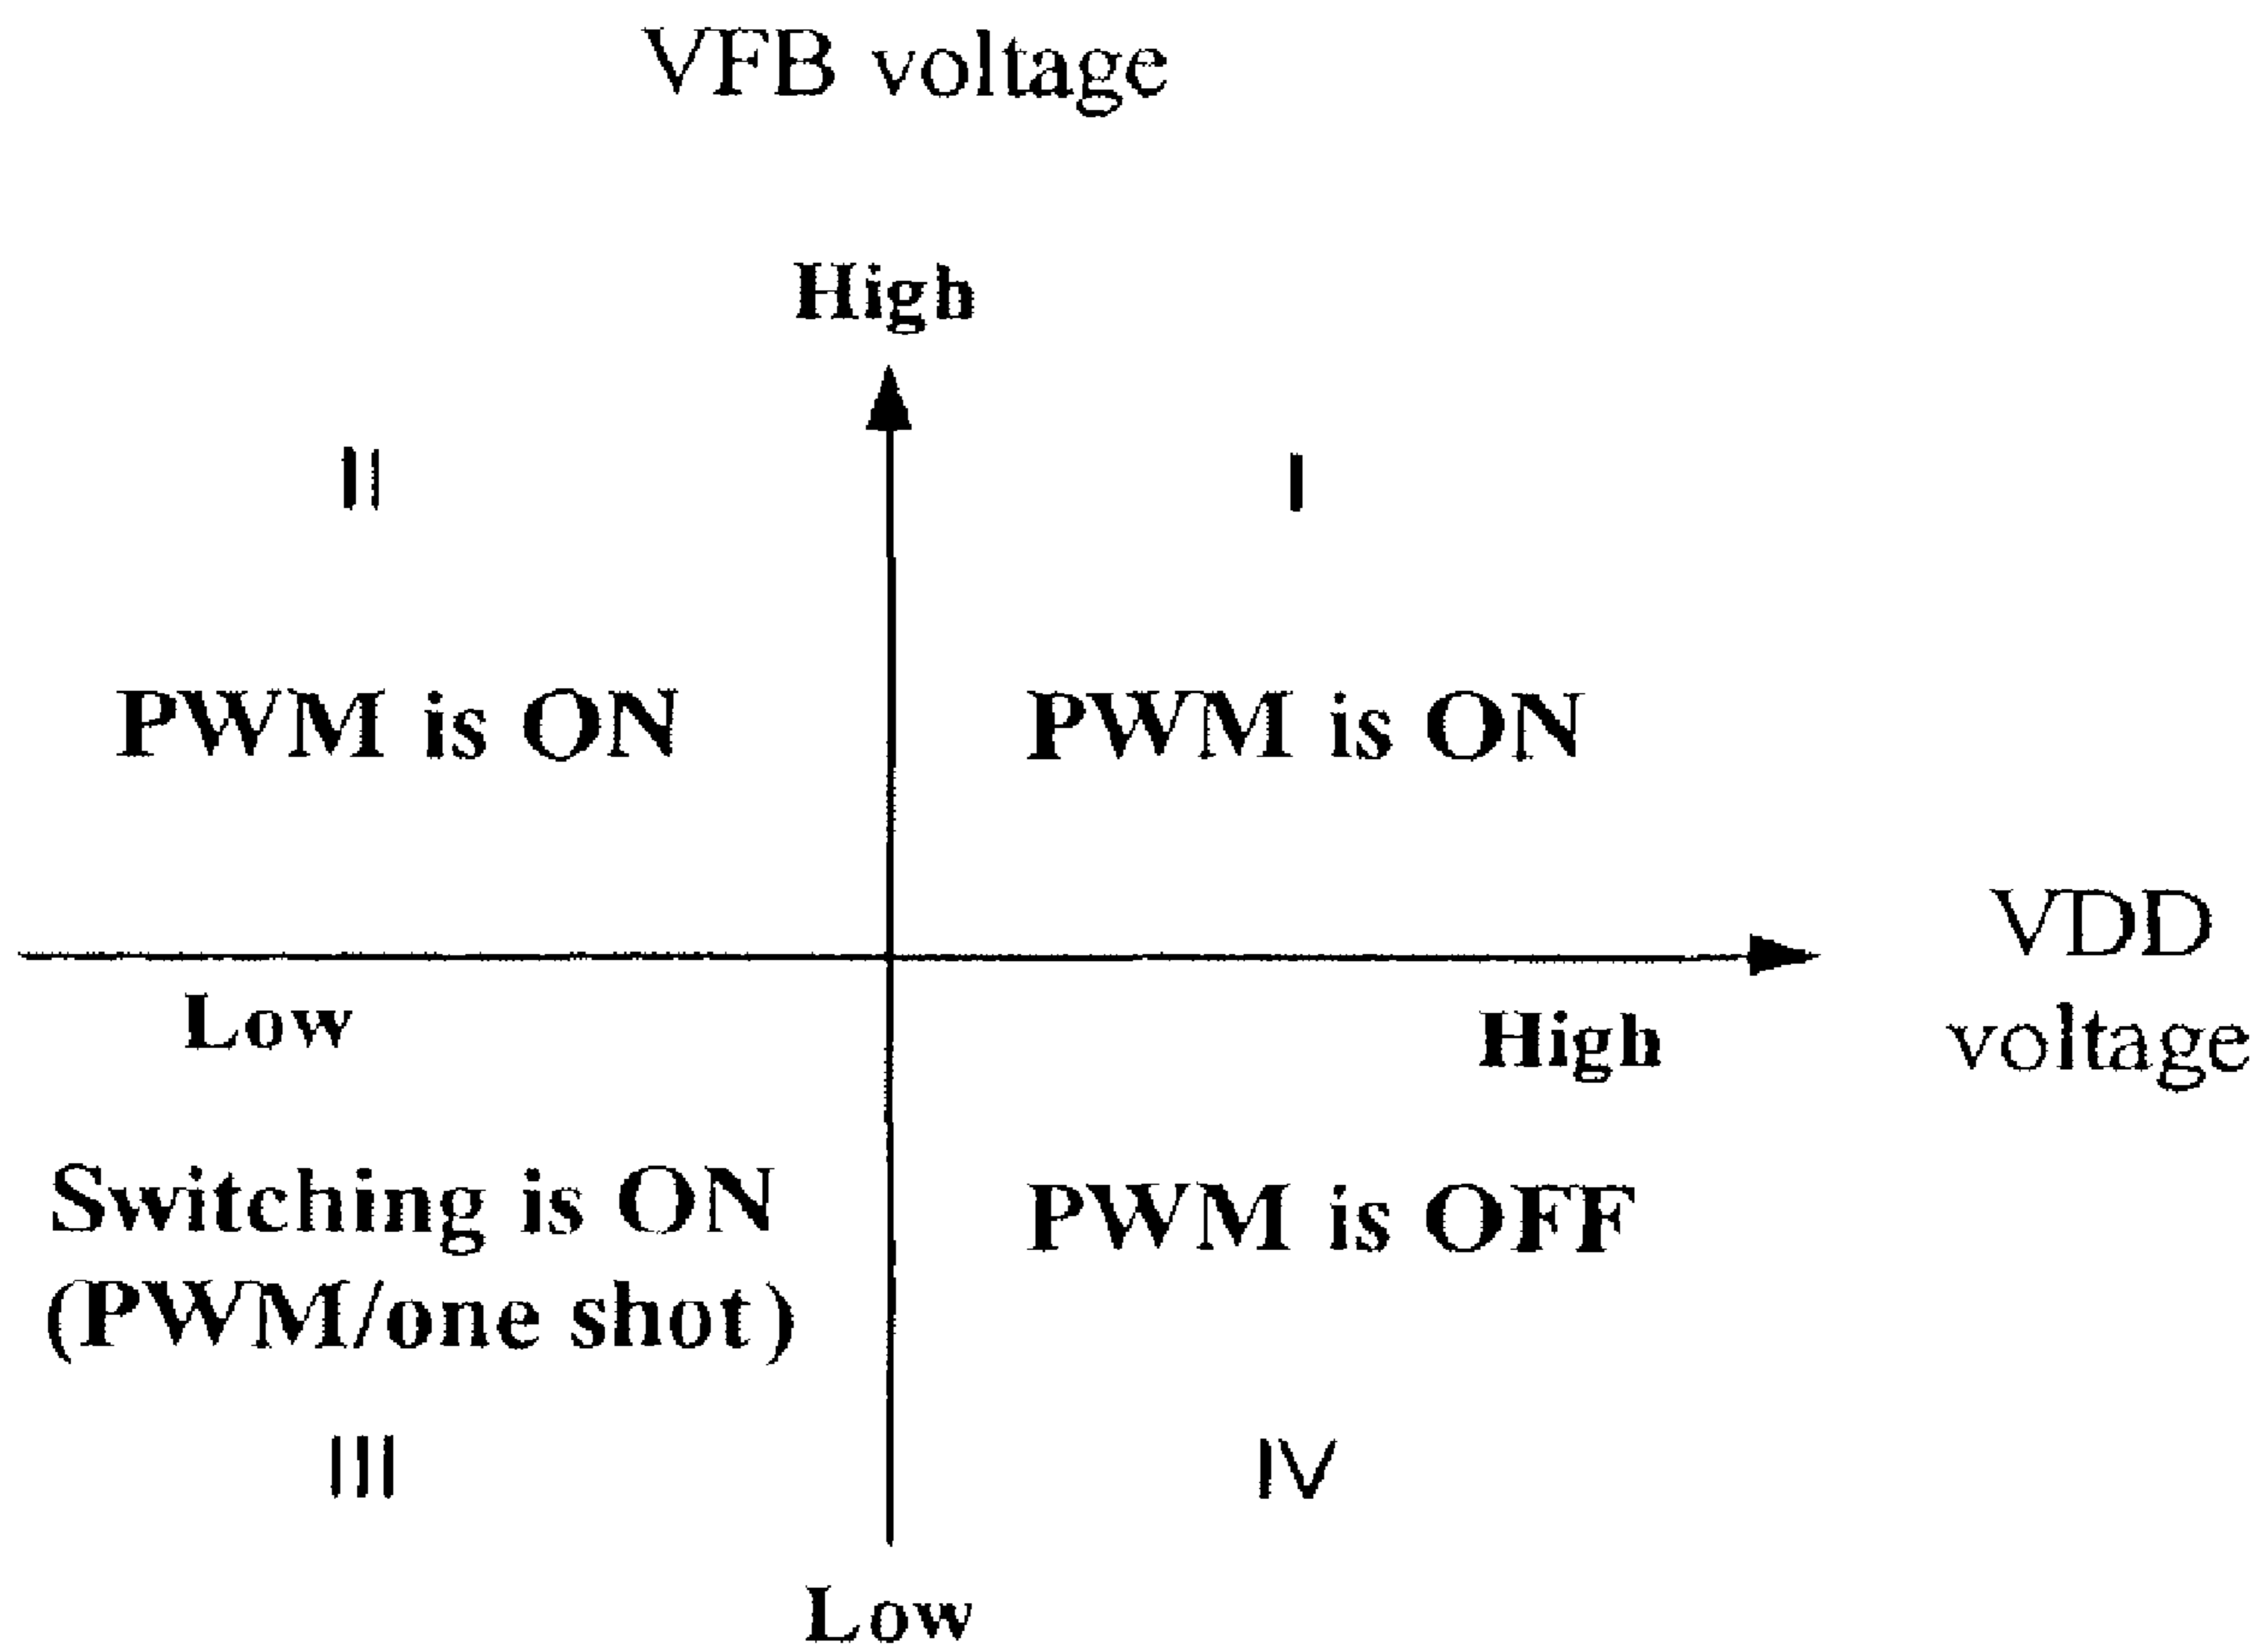 VFB voltage
High
II
I
PWM is ON
PWM is ON
VDD
voltage
Low
High
Switching is ON
(PWM/one shot)
PWM is OFF
III
IV
Low